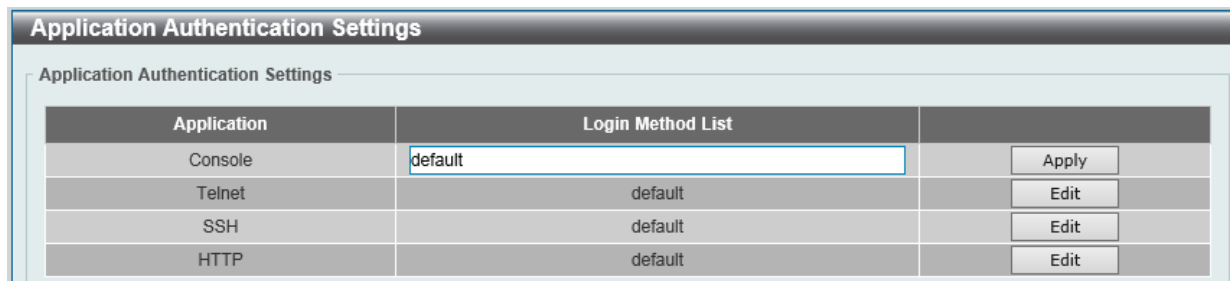 Application Authentication Settings
Application Authentication Settings
Application Login Method List
Console default Apply
Telnet default Edit
SSH default Edit
HTTP default Edit